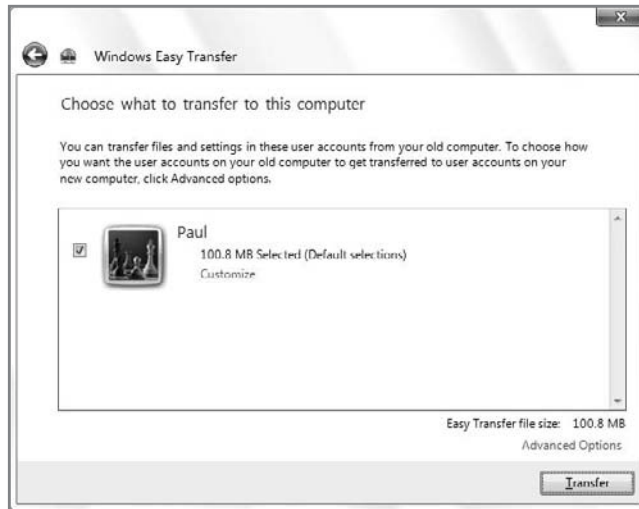 Windows Easy Transfer
Choose what to transfer to this computer
You can transfer files and settings in these user accounts from your old computer. To choose how
you want the user accounts on your old computer to get transferred to user accounts on your
new computer, click Advanced options.
Paul
100.8 MB Selected (Default selections)
Customize
Easy Transfer file size: 100.8 MB
Advanced Options
Transfer